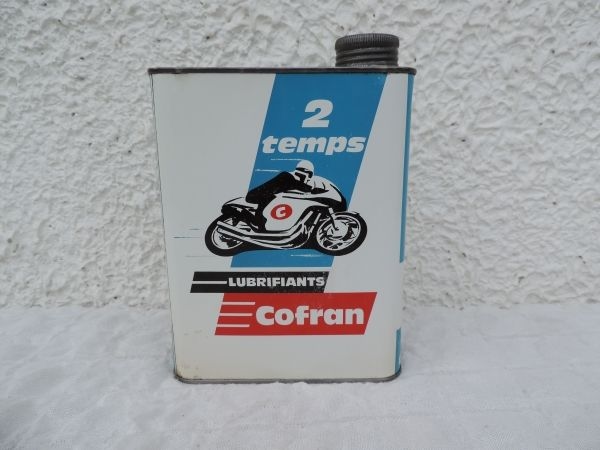 2
temps
C
LUBRIFIANTS
Cofran